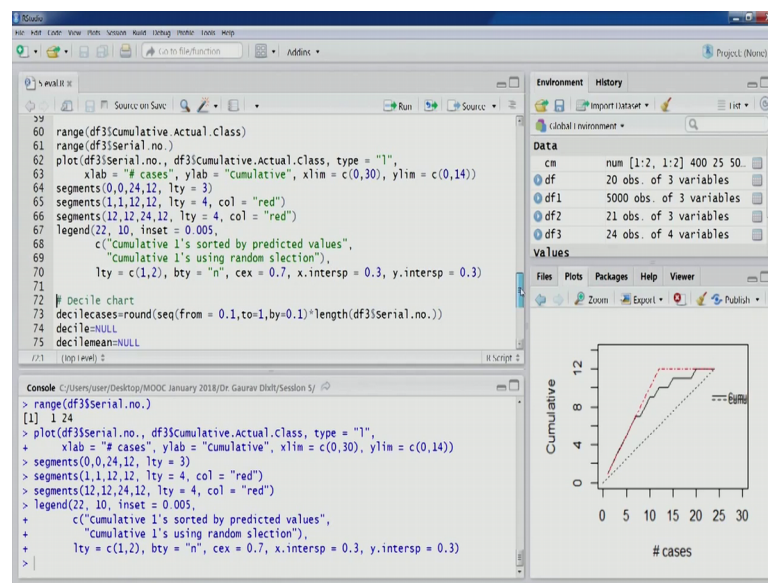 RStudio
File Edit Code View Plots Session Build Debug Profile Tools Help
Go to file/function
Addins
Project: (None)
5 eval.R
Source on Save
Run
Source
59
60 range(df3$Cumulative.Actual.Class)
61 range(df3$Serial.no.)
62 plot(df3$Serial.no., df3$Cumulative.Actual.Class, type = "l",
63 xlab = "# cases", ylab = "Cumulative", xlim = c(0,30), ylim = c(0,14))
64 segments(0,0,24,12, lty = 3)
65 segments(1,1,12,12, lty = 4, col = "red")
66 segments(12,12,24,12, lty = 4, col = "red")
67 legend(22, 10, inset = 0.005,
68 c("Cumulative 1's sorted by predicted values",
69 "Cumulative 1's using random slection"),
70 lty = c(1,2), bty = "n", cex = 0.7, x.intersp = 0.3, y.intersp = 0.3)
71
72 # Decile chart
73 decilecases=round(seq(from = 0.1,to=1,by=0.1)*length(df3$Serial.no.))
74 decile=NULL
75 decilemean=NULL
72:1 (Top Level) R Script
Console C:/Users/user/Desktop/MOOC January 2018/Dr. Gaurav Dixit/Session 5/
> range(df3$Serial.no.)
[1] 1 24
> plot(df3$Serial.no., df3$Cumulative.Actual.Class, type = "l",
+ xlab = "# cases", ylab = "Cumulative", xlim = c(0,30), ylim = c(0,14))
> segments(0,0,24,12, lty = 3)
> segments(1,1,12,12, lty = 4, col = "red")
> segments(12,12,24,12, lty = 4, col = "red")
> legend(22, 10, inset = 0.005,
+ c("Cumulative 1's sorted by predicted values",
+ "Cumulative 1's using random slection"),
+ lty = c(1,2), bty = "n", cex = 0.7, x.intersp = 0.3, y.intersp = 0.3)
>
Environment History
Import Dataset
List
Global Environment
Data
cm num [1:2, 1:2] 400 25 50…
df 20 obs. of 3 variables
df1 5000 obs. of 3 variables
df2 21 obs. of 3 variables
df3 24 obs. of 4 variables
Values
Files Plots Packages Help Viewer
Zoom Export Publish
Cumulative
0 4 8 12
0 5 10 15 20 25 30
# cases